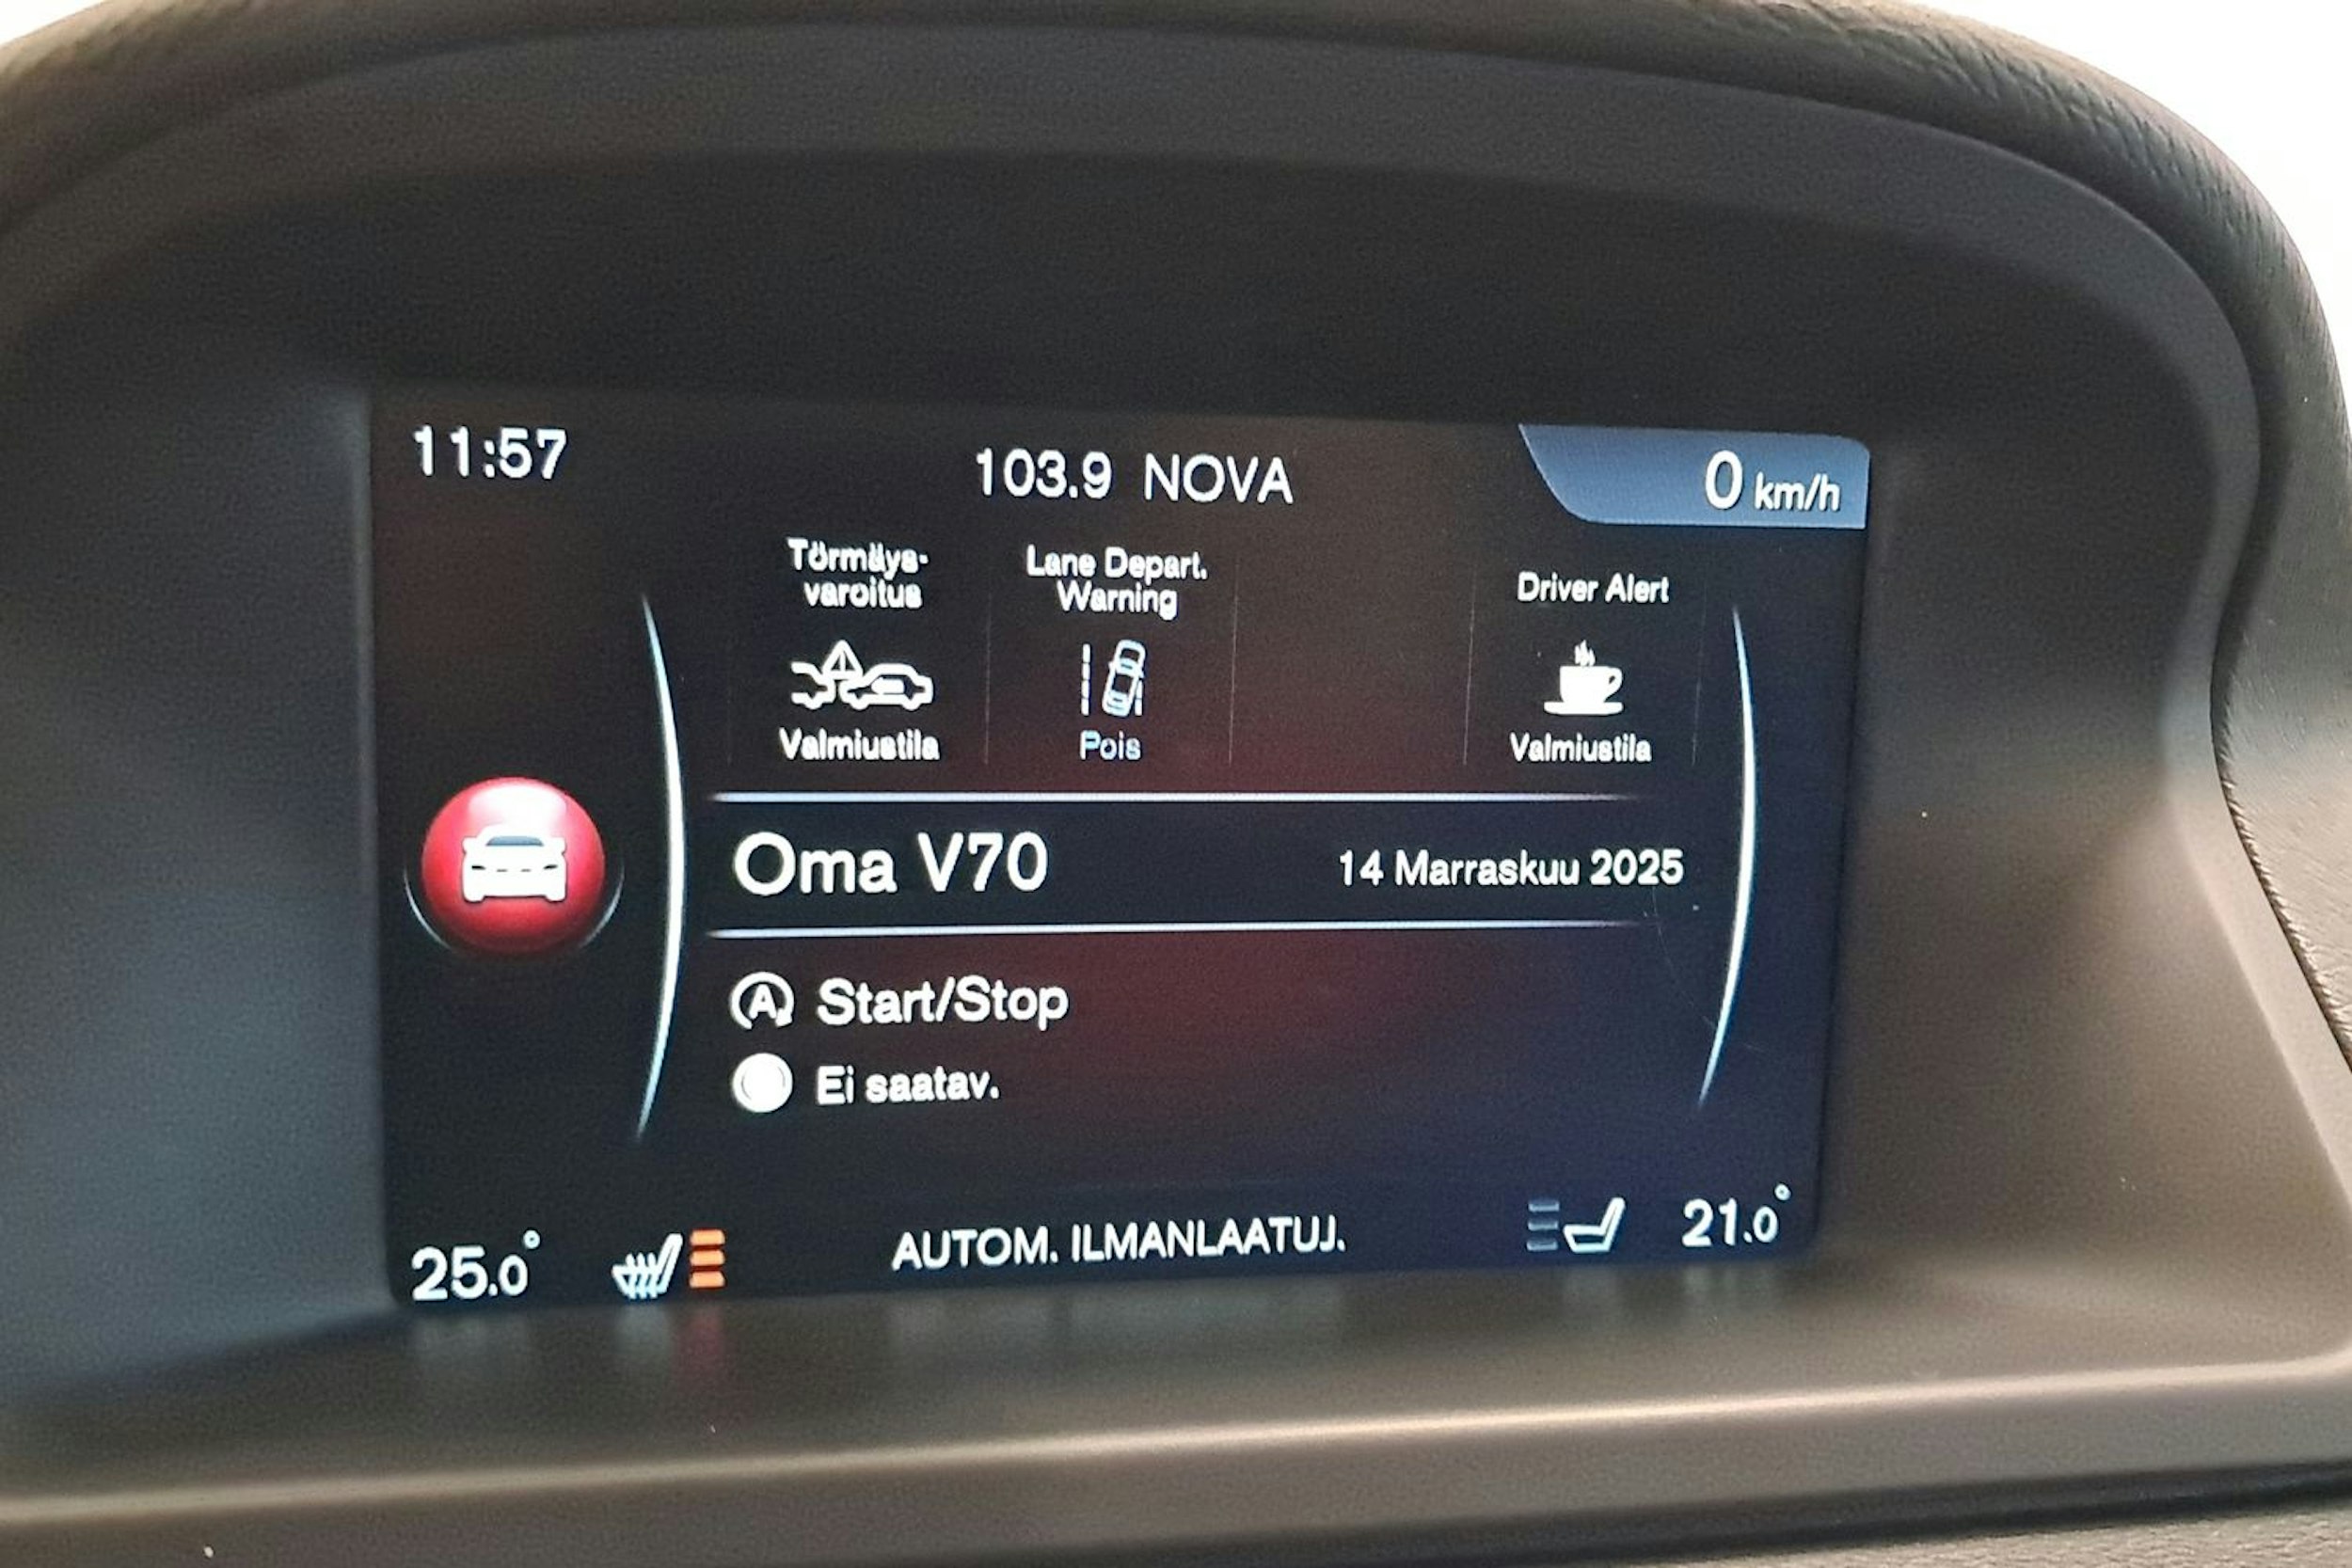 11:57
103.9 NOVA
0 km/h
Törmäys-
varoitus
Valmiustila
Lane Depart.
Warning
Pois
Driver Alert
Valmiustila
Oma V70
14 Marraskuu 2025
A Start/Stop
Ei saatav.
25.0°
AUTOM. ILMANLAATUJ.
21.0°